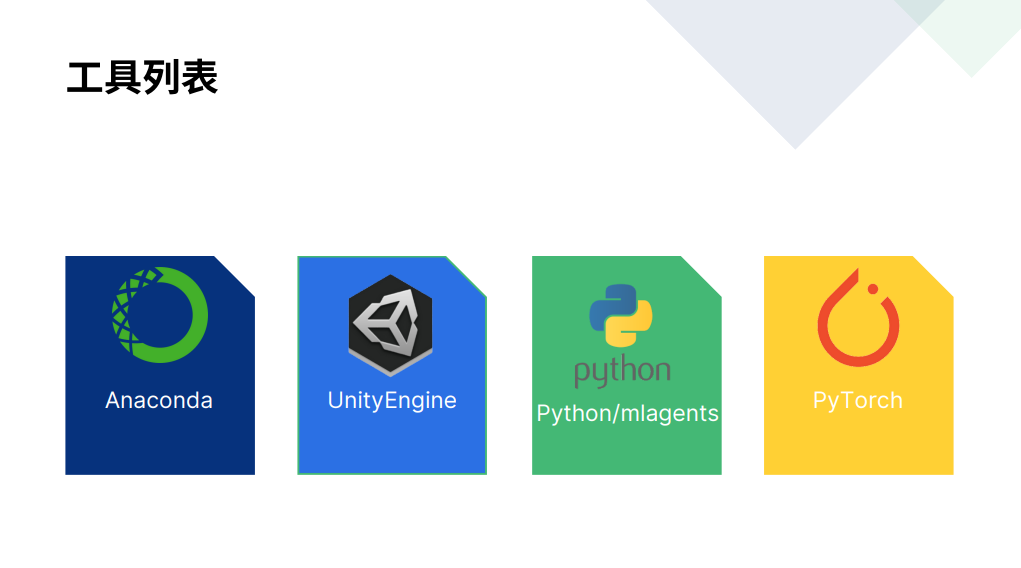 工具列表
python
Anaconda
UnityEngine
Python/mlagents
PyTorch